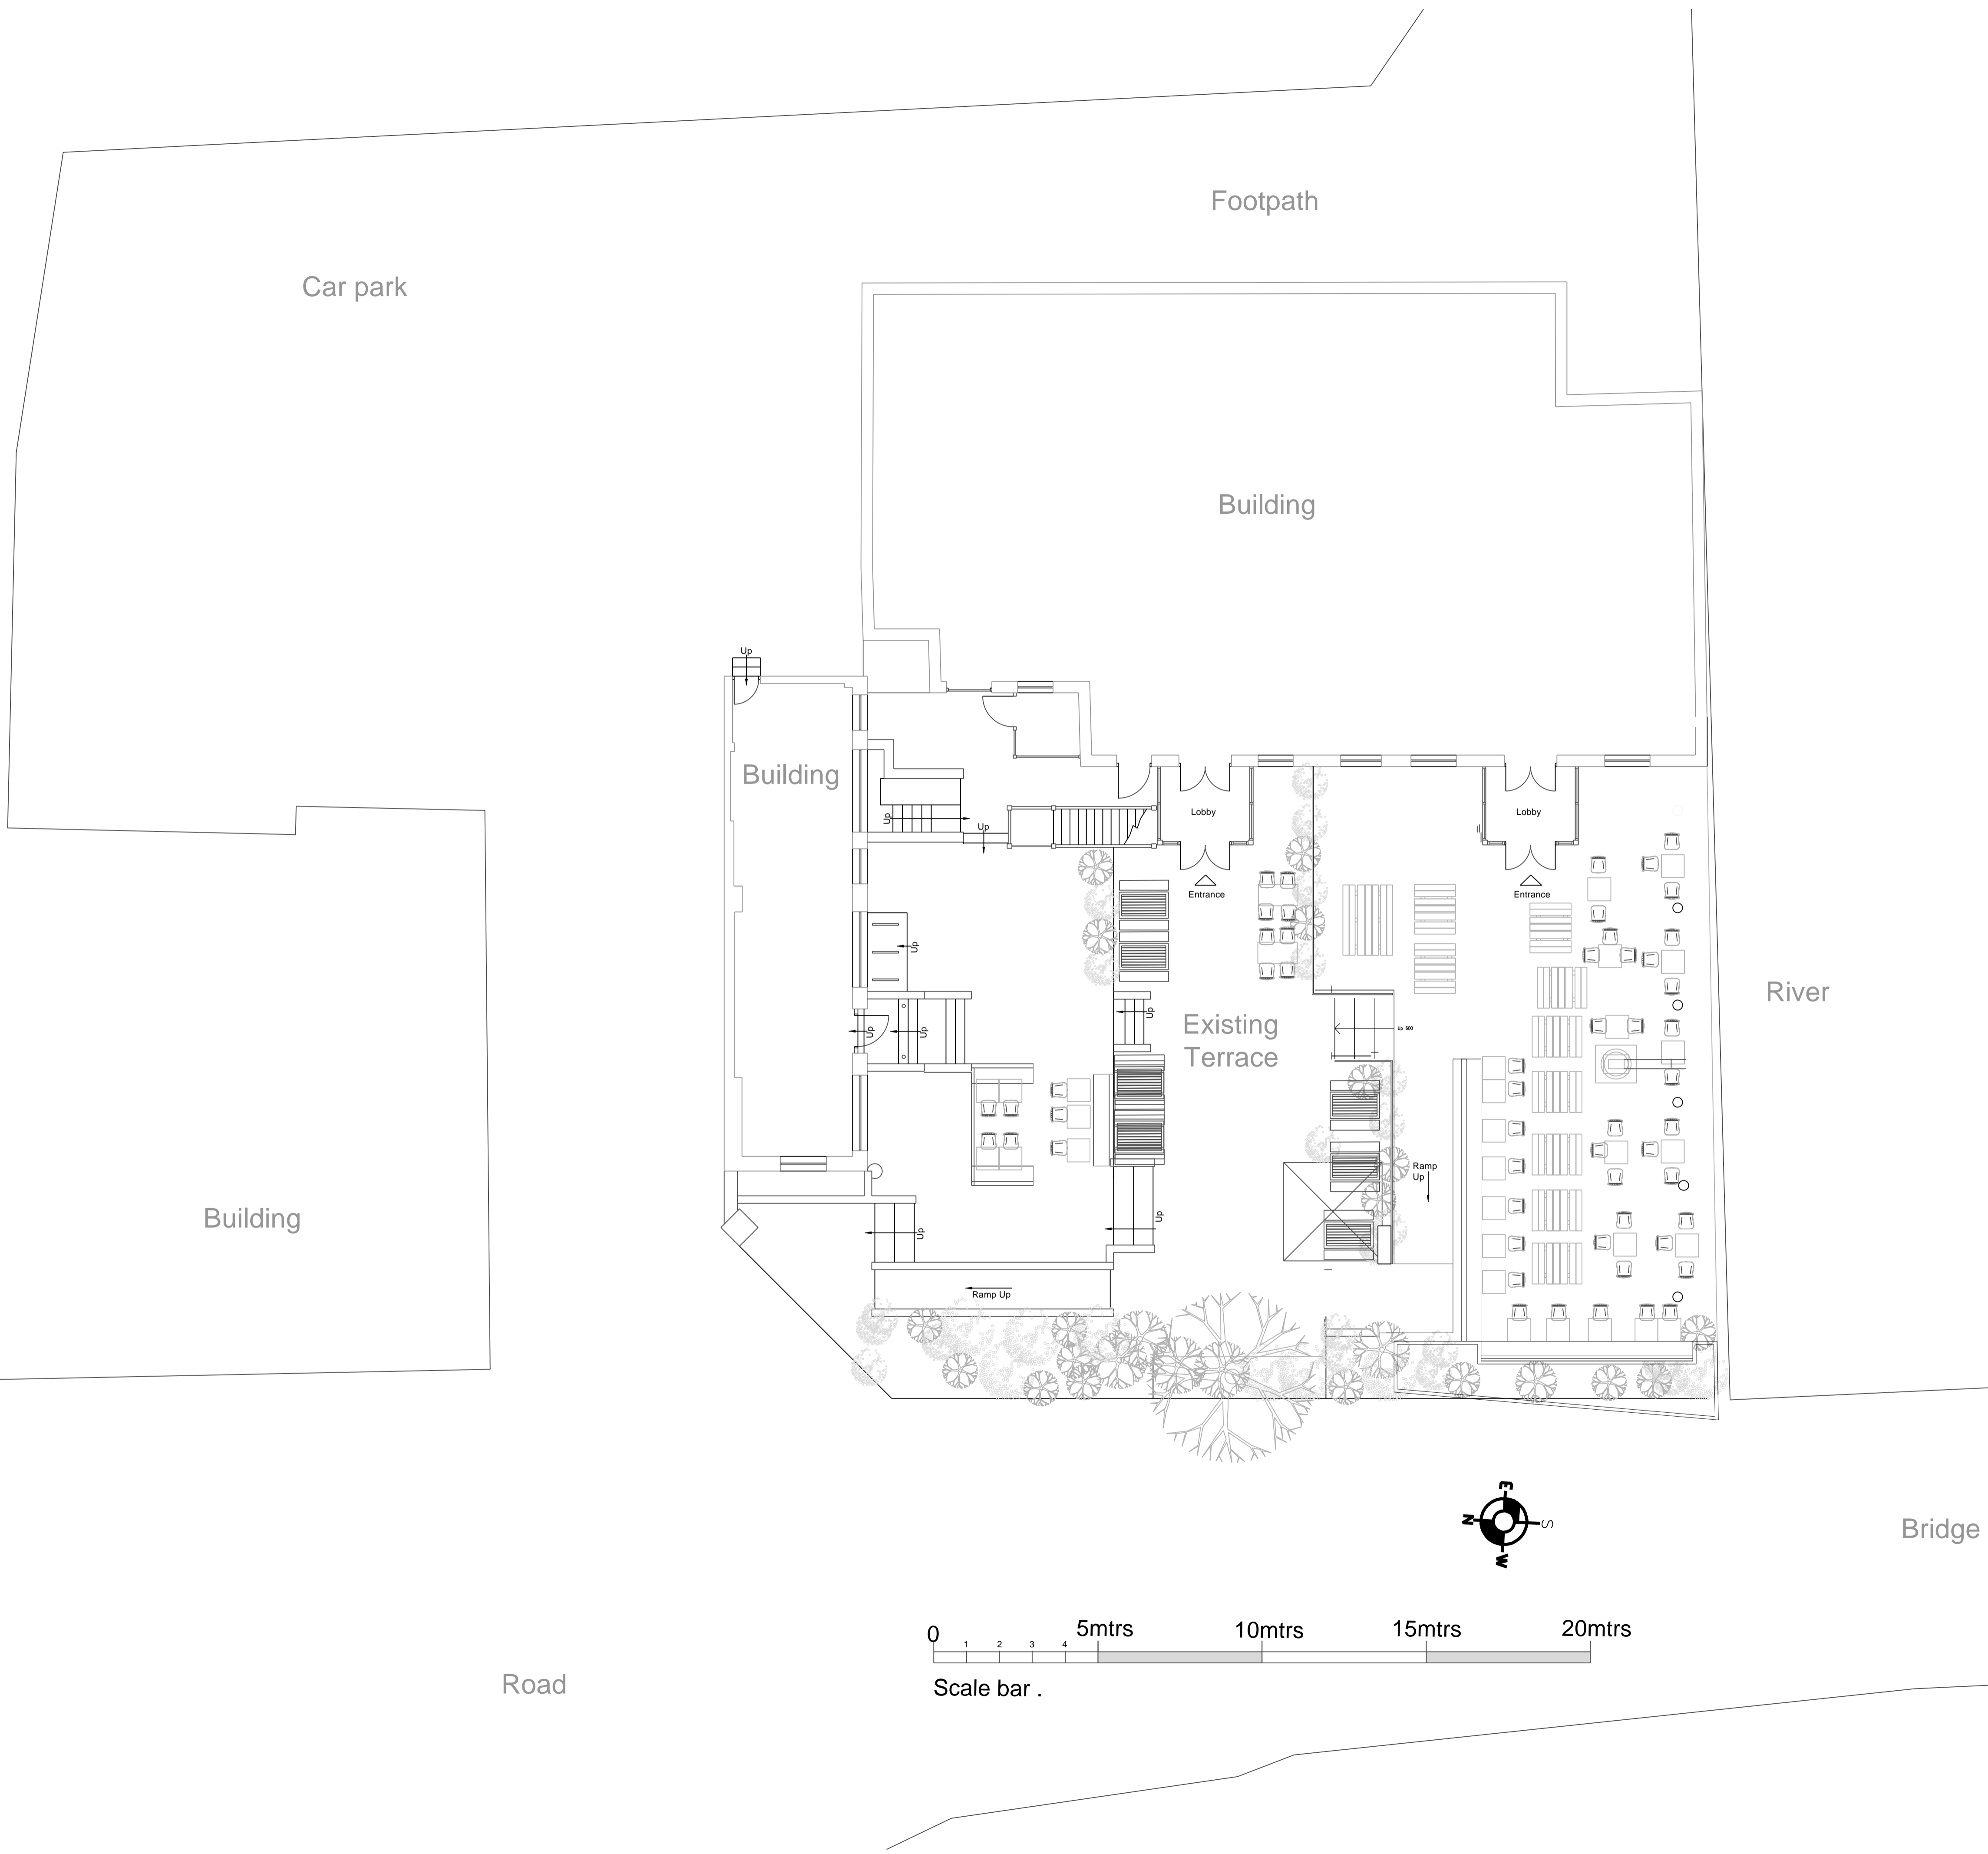 Footpath
Car park
Building
Up
Building
Up
Up
Lobby
Lobby
Entrance
Entrance
Up
River
Up
Up
Up
Existing
Terrace
Up 600
Ramp
Up
Building
Up
Up
Ramp Up
E
N
S
W
Bridge
0
1
2
3
4
5mtrs
10mtrs
15mtrs
20mtrs
Scale bar .
Road